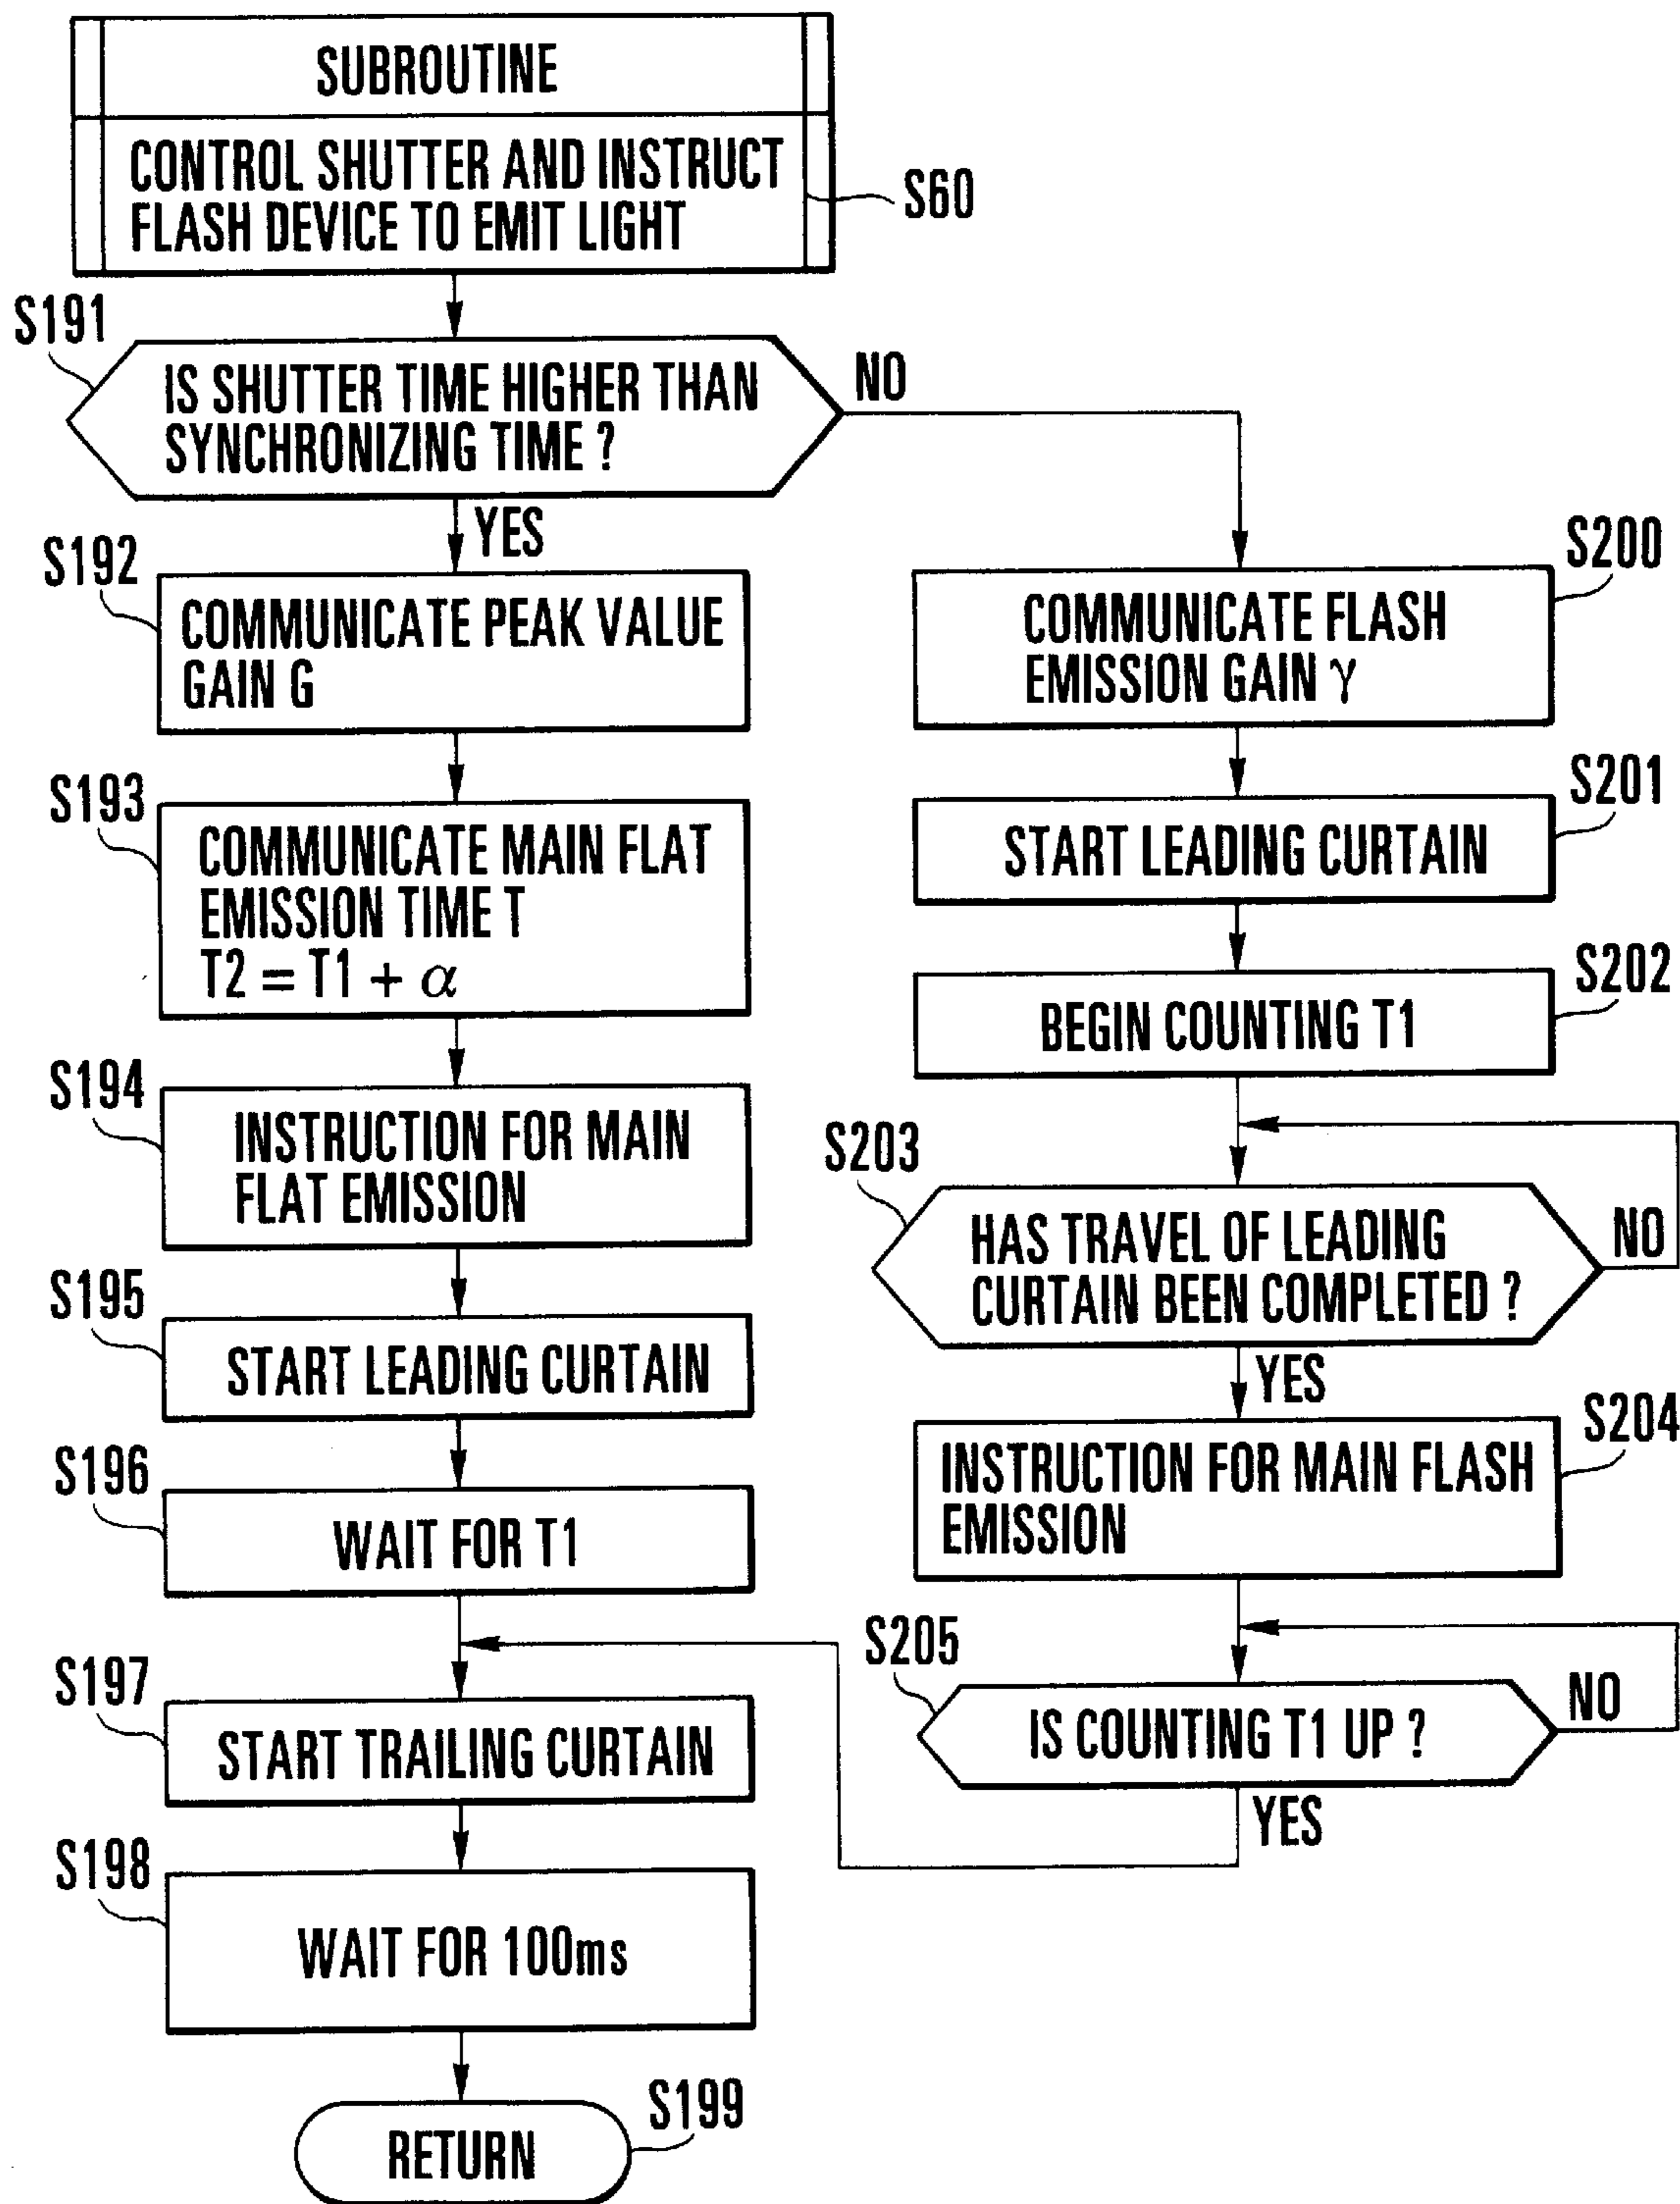 SUBROUTINE
CONTROL SHUTTER AND INSTRUCT
FLASH DEVICE TO EMIT LIGHT
S60
S191
IS SHUTTER TIME HIGHER THAN
SYNCHRONIZING TIME ?
NO
YES
S192
COMMUNICATE PEAK VALUE
GAIN G
S193
COMMUNICATE MAIN FLAT
EMISSION TIME T
T2 = T1 + α
S194
INSTRUCTION FOR MAIN
FLAT EMISSION
S195
START LEADING CURTAIN
S196
WAIT FOR T1
S197
START TRAILING CURTAIN
S198
WAIT FOR 100ms
S199
RETURN
S200
COMMUNICATE FLASH
EMISSION GAIN γ
S201
START LEADING CURTAIN
S202
BEGIN COUNTING T1
S203
HAS TRAVEL OF LEADING
CURTAIN BEEN COMPLETED ?
NO
YES
S204
INSTRUCTION FOR MAIN FLASH
EMISSION
S205
IS COUNTING T1 UP ?
NO
YES